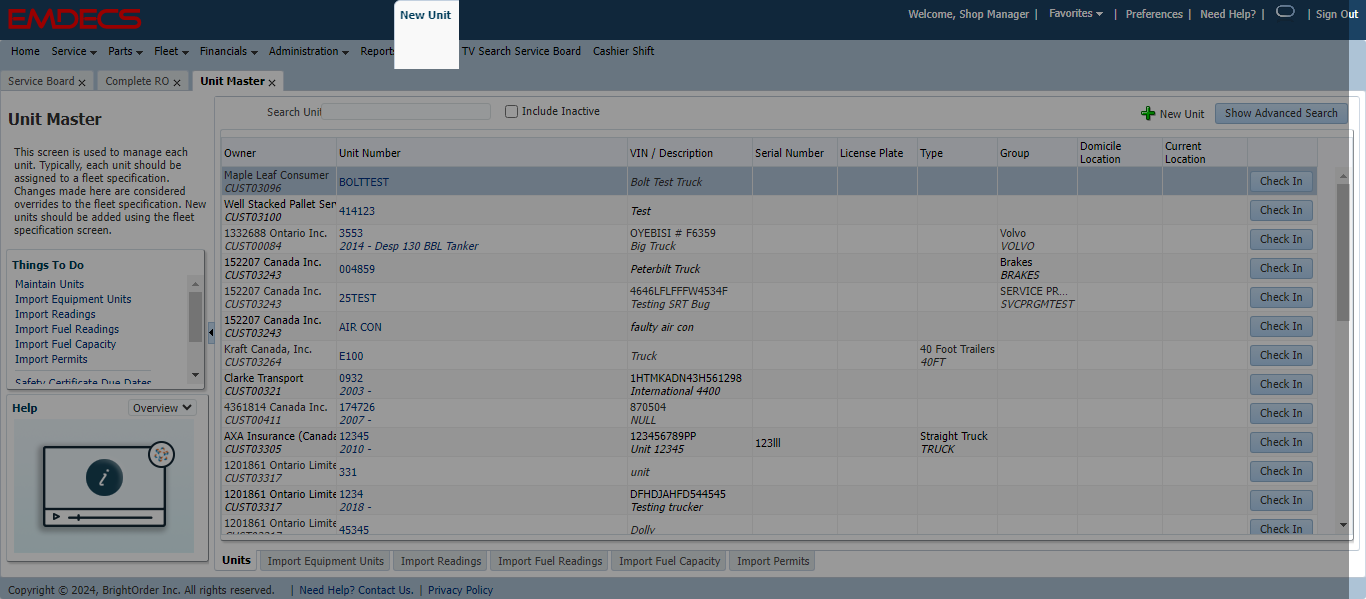 EMDECS
New Unit
Welcome, Shop Manager | Favorites | Preferences | Need Help? | | Sign Out
Home Service Parts Fleet Financials Administration Report TV Search Service Board Cashier Shift
Service Board x Complete RO x Unit Master x
Unit Master
This screen is used to manage each
unit. Typically, each unit should be
assigned to a fleet specification.
Changes made here are considered
overrides to the fleet specification. New
units should be added using the fleet
specification screen.
Things To Do
Maintain Units
Import Equipment Units
Import Readings
Import Fuel Readings
Import Fuel Capacity
Import Permits
Safety Certificate Due Dates
Help Overview
Search Unit Include Inactive New Unit Show Advanced Search
Owner Unit Number VIN / Description Serial Number License Plate Type Group Domicile Location Current Location
Maple Leaf Consumer BOLTTEST Bolt Test Truck Check In
CUST03096
Well Stacked Pallet Ser 414123 Test Check In
CUST03100
1332688 Ontario Inc. 3553 OYEBISI # F6359 Volvo Check In
CUST00084 2014 - Desp 130 BBL Tanker Big Truck VOLVO
152207 Canada Inc. 004859 Peterbilt Truck Brakes Check In
CUST03243 BRAKES
152207 Canada Inc. 25TEST 4646LFLFFFW4534F SERVICE PR... Check In
CUST03243 Testing SRT Bug SVCPRGMTEST
152207 Canada Inc. AIR CON faulty air con Check In
CUST03243
Kraft Canada, Inc. E100 Truck 40 Foot Trailers Check In
CUST03264 40FT
Clarke Transport 0932 1HTMKADN43H561298 Check In
CUST00321 2003 - International 4400
4361814 Canada Inc. 174726 870504 Check In
CUST00411 2007 - NULL
AXA Insurance (Canada 12345 123456789PP 123lll Straight Truck Check In
CUST03305 2010 - Unit 12345 TRUCK
1201861 Ontario Limite 331 unit Check In
CUST03317
1201861 Ontario Limite 1234 DFHDJAHFD544545 Check In
CUST03317 2018 - Testing trucker
1201861 Ontario Limite 45345 Dolly Check In
CUST03317
Units Import Equipment Units Import Readings Import Fuel Readings Import Fuel Capacity Import Permits
Copyright © 2024, BrightOrder Inc. All rights reserved. | Need Help? Contact Us. | Privacy Policy